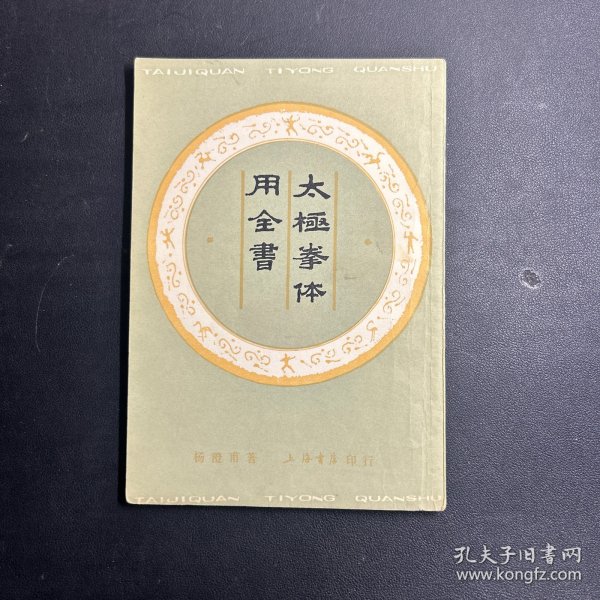 TAIJIQUAN TIYONG QUANSHU
太極拳体
用全書
杨澄甫著 上海书店印行
TAIJIQUAN TIYONG QUANSHU
孔夫子旧书网
www.kongfz.com